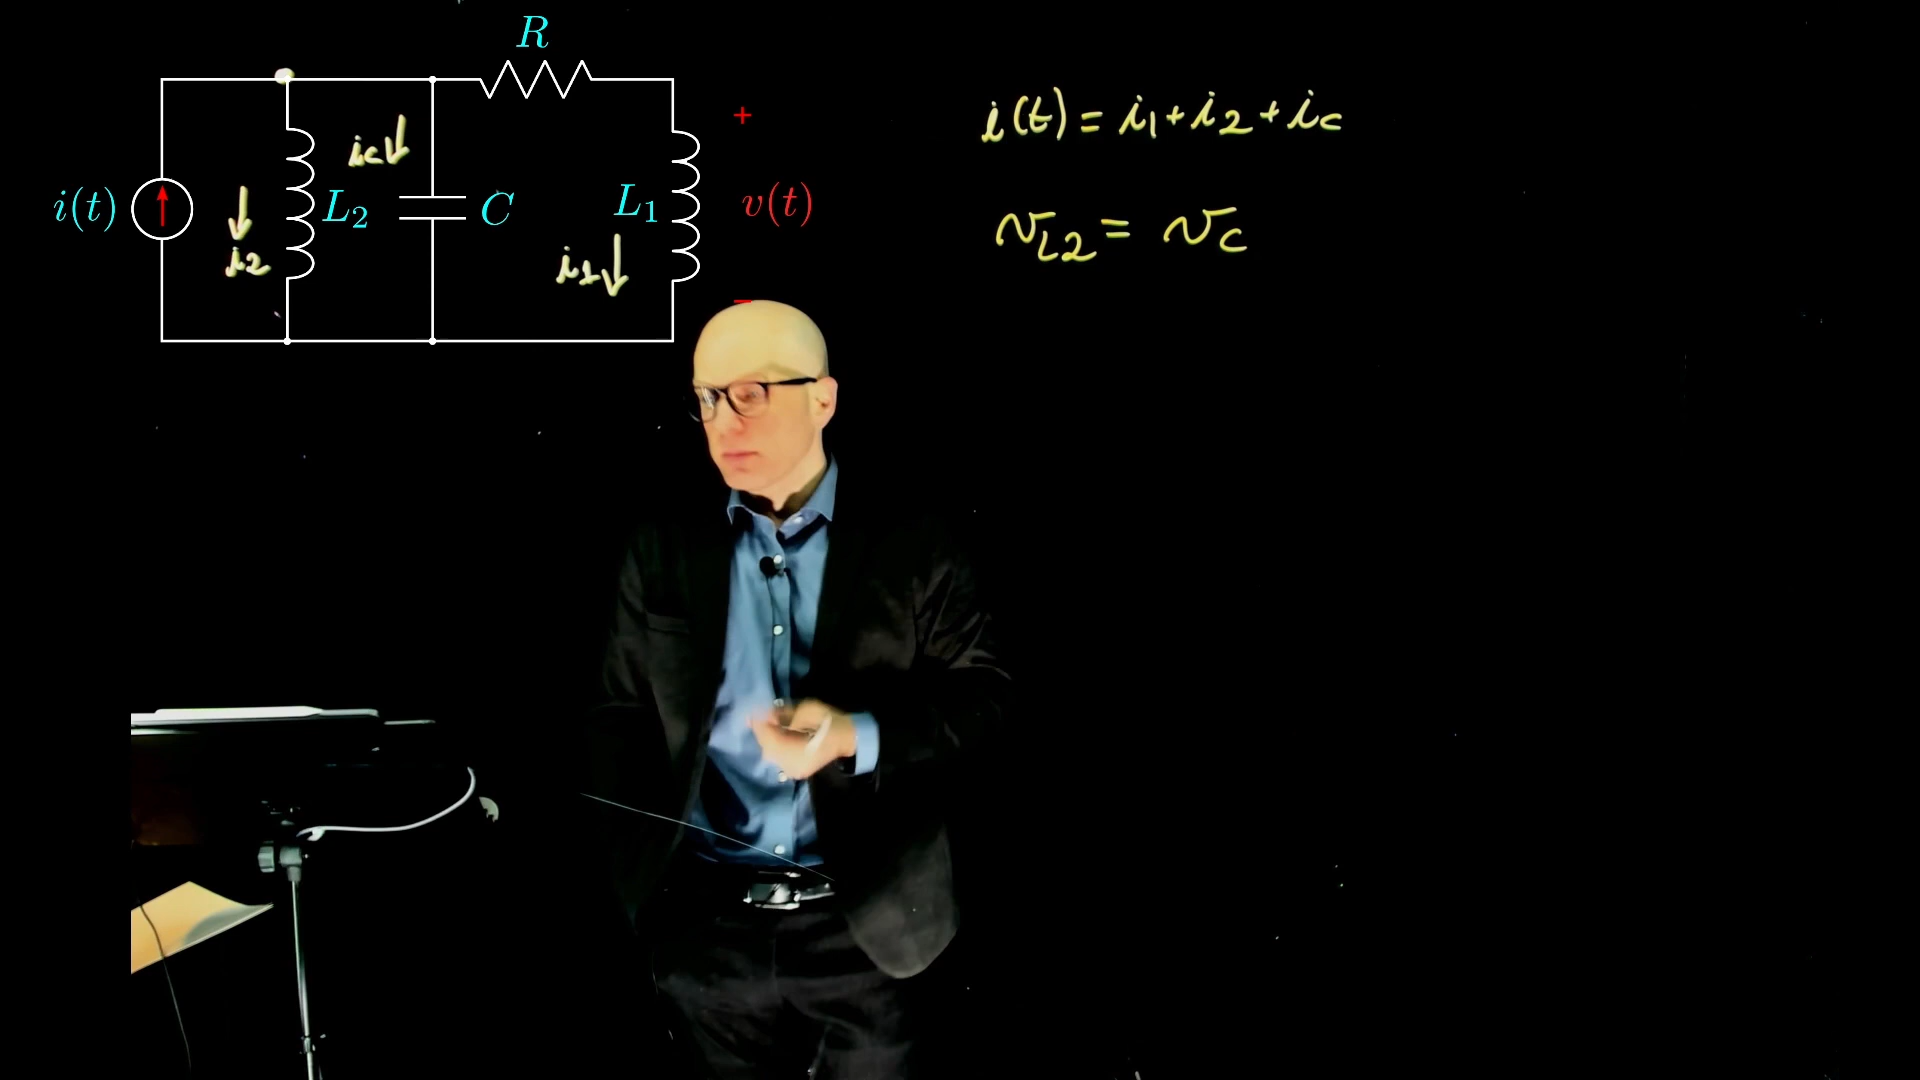 R
i(t)
i2
L2
ic
C
i1
L1
+
v(t)
−
i(t) = i1 + i2 + ic
vL2 = vc